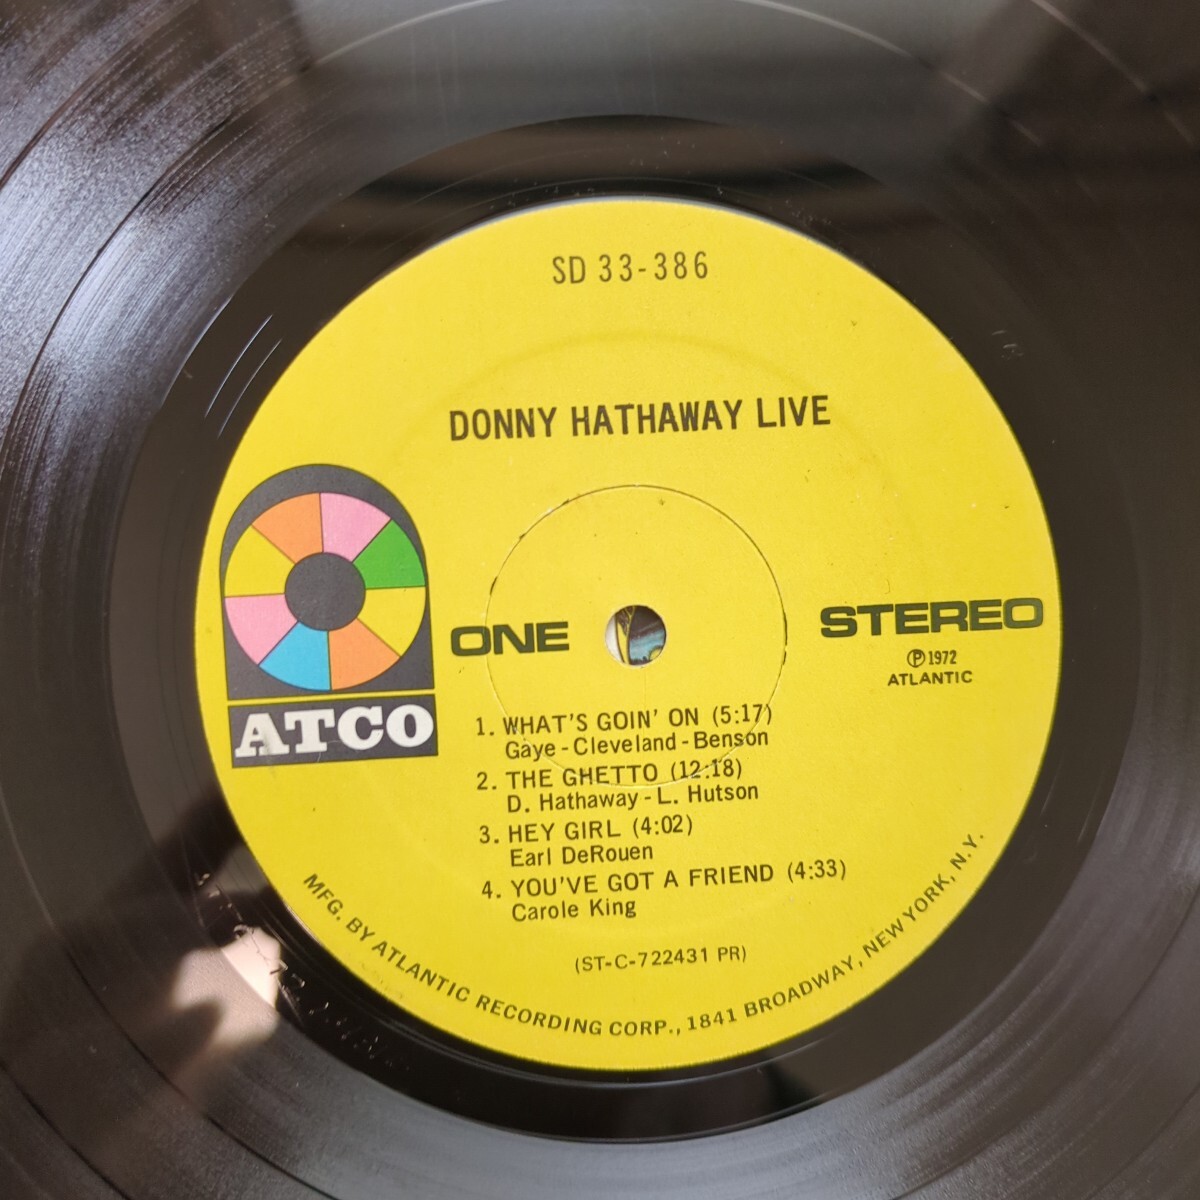 SD 33-386
DONNY HATHAWAY LIVE
ATCO
ONE
STEREO
Ⓟ1972
ATLANTIC
1. WHAT'S GOIN' ON (5:17)
Gaye - Cleveland - Benson
2. THE GHETTO (12:18)
D. Hathaway - L. Hutson
3. HEY GIRL (4:02)
Earl DeRouen
4. YOU'VE GOT A FRIEND (4:33)
Carole King
(ST-C-722431 PR)
MFG. BY ATLANTIC RECORDING CORP., 1841 BROADWAY, NEW YORK, N.Y.